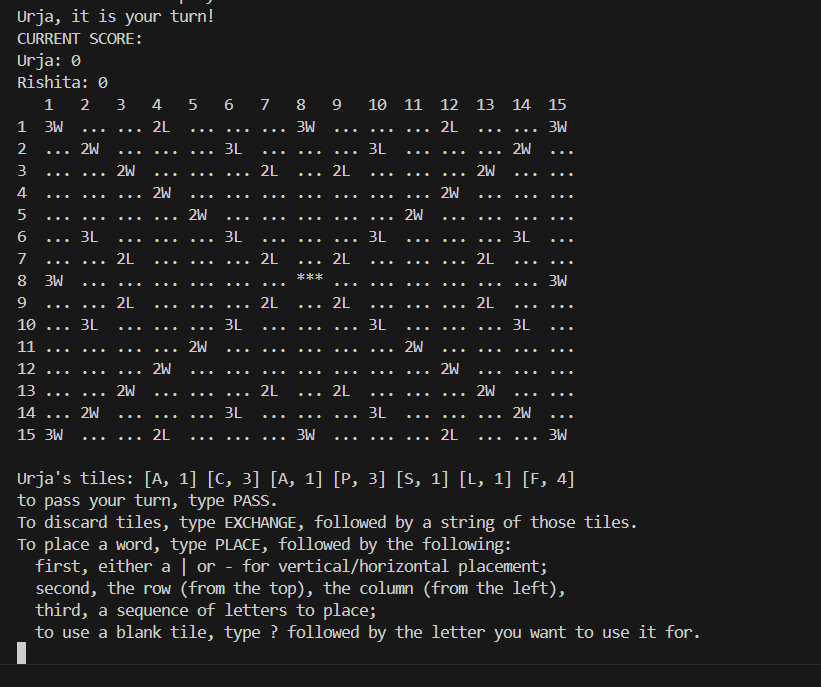 Urja, it is your turn!
CURRENT SCORE:
Urja: 0
Rishita: 0
1 2 3 4 5 6 7 8 9 10 11 12 13 14 15
1 3W ... ... 2L ... ... ... 3W ... ... ... 2L ... ... 3W
2 ... 2W ... ... ... 3L ... ... ... 3L ... ... ... 2W ...
3 ... ... 2W ... ... ... 2L ... 2L ... ... ... 2W ... ...
4 ... ... ... 2W ... ... ... ... ... ... ... 2W ... ... ...
5 ... ... ... ... 2W ... ... ... ... ... 2W ... ... ... ...
6 ... 3L ... ... ... 3L ... ... ... 3L ... ... ... 3L ...
7 ... ... 2L ... ... ... 2L ... 2L ... ... ... 2L ... ...
8 3W ... ... ... ... ... ... *** ... ... ... ... ... ... 3W
9 ... ... 2L ... ... ... 2L ... 2L ... ... ... 2L ... ...
10 ... 3L ... ... ... 3L ... ... ... 3L ... ... ... 3L ...
11 ... ... ... ... 2W ... ... ... ... ... 2W ... ... ... ...
12 ... ... ... 2W ... ... ... ... ... ... ... 2W ... ... ...
13 ... ... 2W ... ... ... 2L ... 2L ... ... ... 2W ... ...
14 ... 2W ... ... ... 3L ... ... ... 3L ... ... ... 2W ...
15 3W ... ... 2L ... ... ... 3W ... ... ... 2L ... ... 3W
Urja's tiles: [A, 1] [C, 3] [A, 1] [P, 3] [S, 1] [L, 1] [F, 4]
to pass your turn, type PASS.
To discard tiles, type EXCHANGE, followed by a string of those tiles.
To place a word, type PLACE, followed by the following:
first, either a | or - for vertical/horizontal placement;
second, the row (from the top), the column (from the left),
third, a sequence of letters to place;
to use a blank tile, type ? followed by the letter you want to use it for.